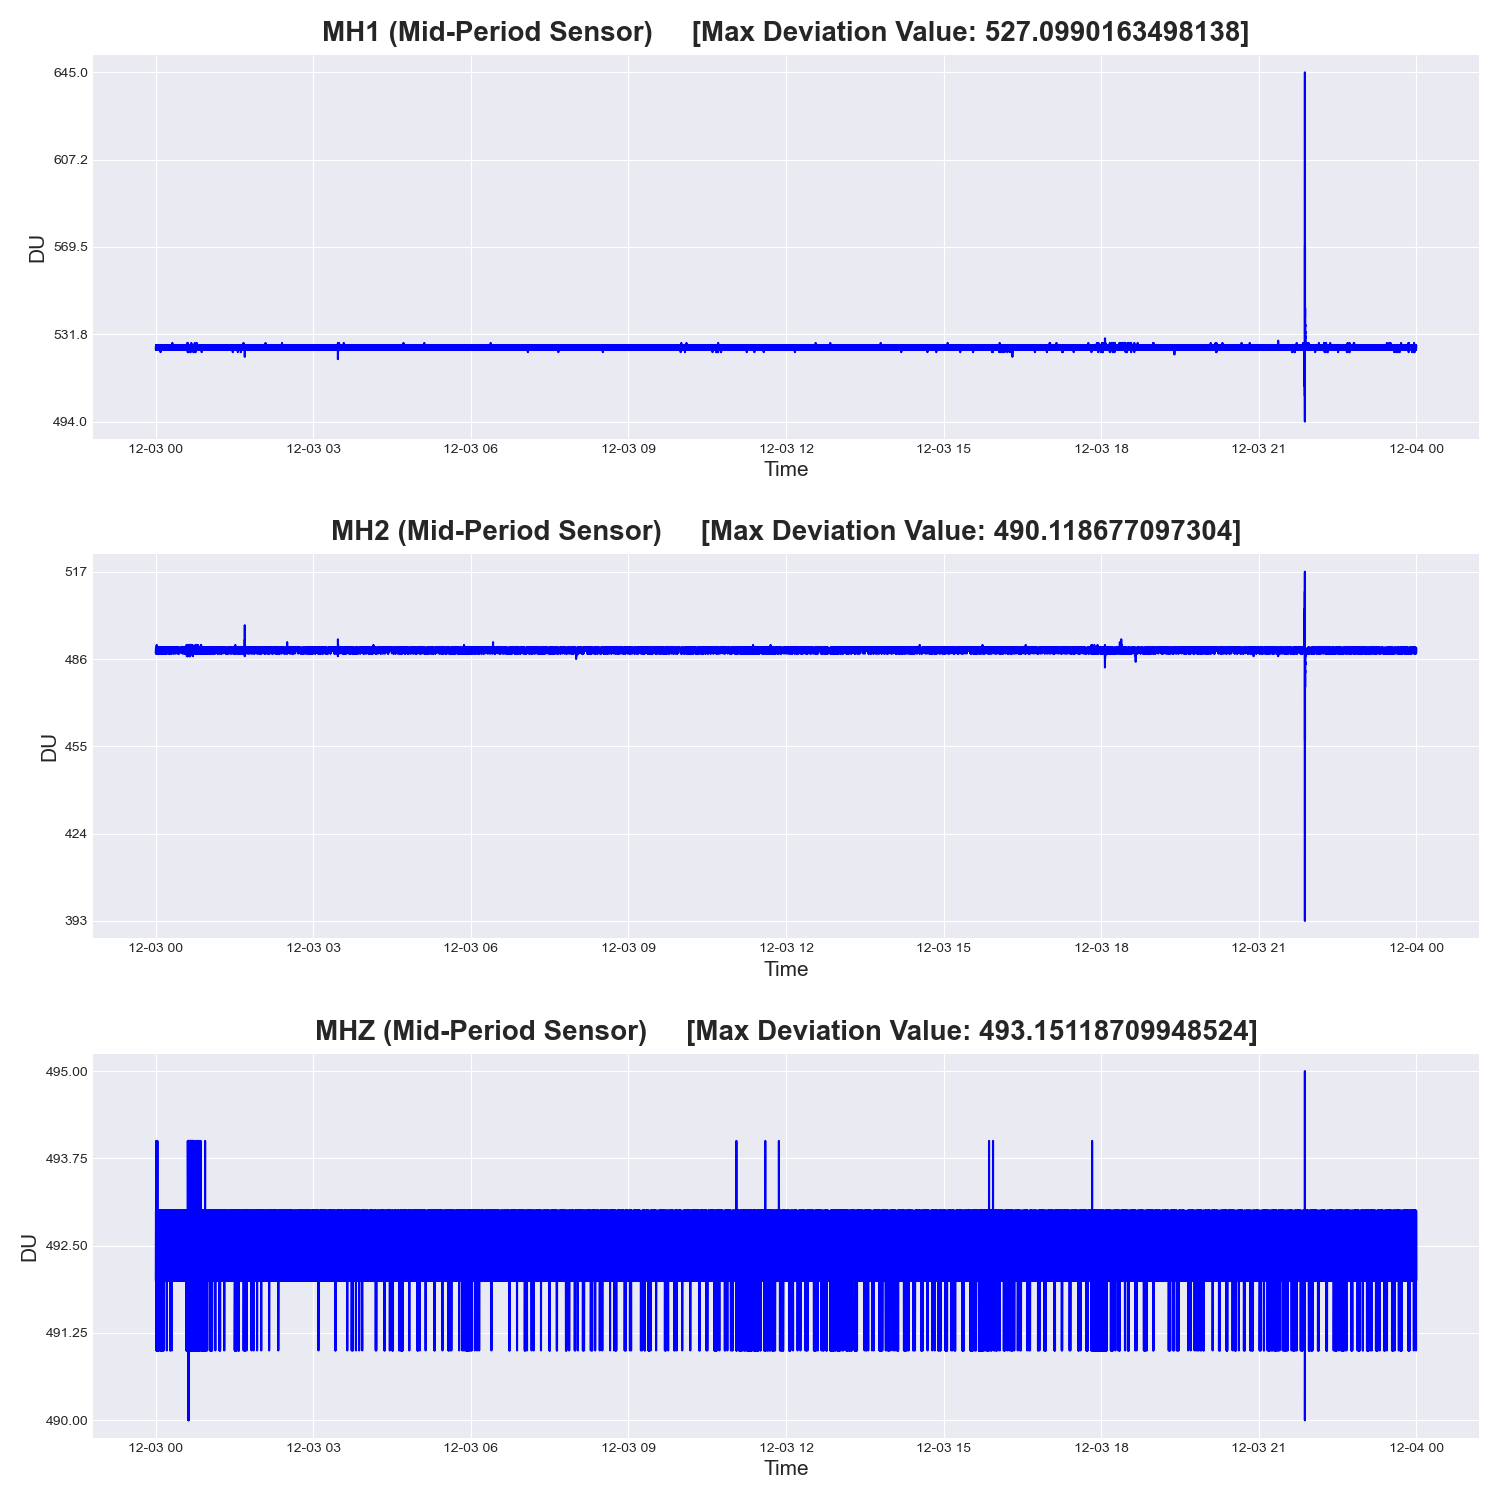 MH1 (Mid-Period Sensor) [Max Deviation Value: 527.0990163498138]
645.0
607.2
569.5
531.8
494.0
DU
12-03 00 12-03 03 12-03 06 12-03 09 12-03 12 12-03 15 12-03 18 12-03 21 12-04 00
Time
MH2 (Mid-Period Sensor) [Max Deviation Value: 490.118677097304]
517
486
455
424
393
DU
12-03 00 12-03 03 12-03 06 12-03 09 12-03 12 12-03 15 12-03 18 12-03 21 12-04 00
Time
MHZ (Mid-Period Sensor) [Max Deviation Value: 493.15118709948524]
495.00
493.75
492.50
491.25
490.00
DU
12-03 00 12-03 03 12-03 06 12-03 09 12-03 12 12-03 15 12-03 18 12-03 21 12-04 00
Time